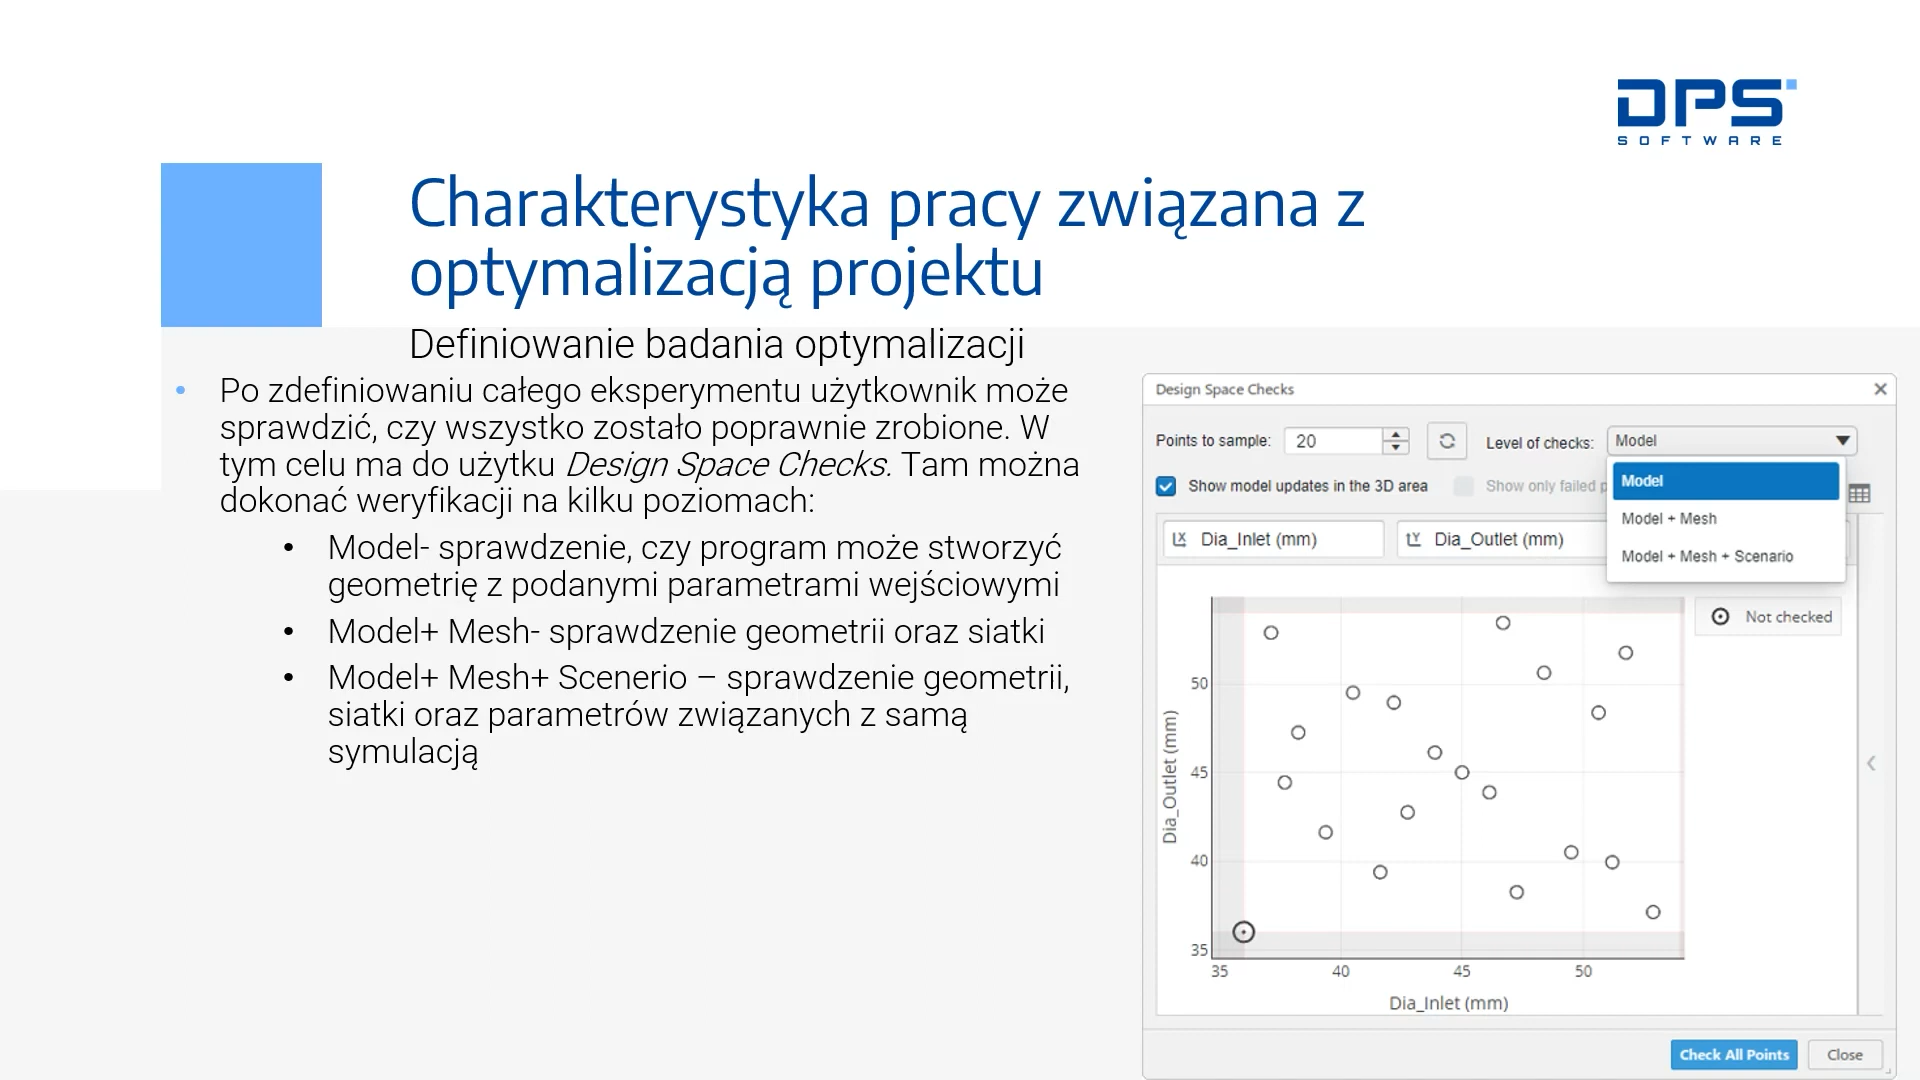 DPS
SOFTWARE
Charakterystyka pracy związana z
optymalizacją projektu
Definiowanie badania optymalizacji
• Po zdefiniowaniu całego eksperymentu użytkownik może
sprawdzić, czy wszystko zostało poprawnie zrobione. W
tym celu ma do użytku Design Space Checks. Tam można
dokonać weryfikacji na kilku poziomach:
• Model- sprawdzenie, czy program może stworzyć
geometrię z podanymi parametrami wejściowymi
• Model+ Mesh- sprawdzenie geometrii oraz siatki
• Model+ Mesh+ Scenerio – sprawdzenie geometrii,
siatki oraz parametrów związanych z samą
symulacją
Design Space Checks
Points to sample: 20 Level of checks: Model
Show model updates in the 3D area Show only failed p
Model
Model + Mesh
Model + Mesh + Scenario
X Dia_Inlet (mm) Y Dia_Outlet (mm)
Not checked
Dia_Outlet (mm)
50
45
40
35
35 40 45 50
Dia_Inlet (mm)
Check All Points Close